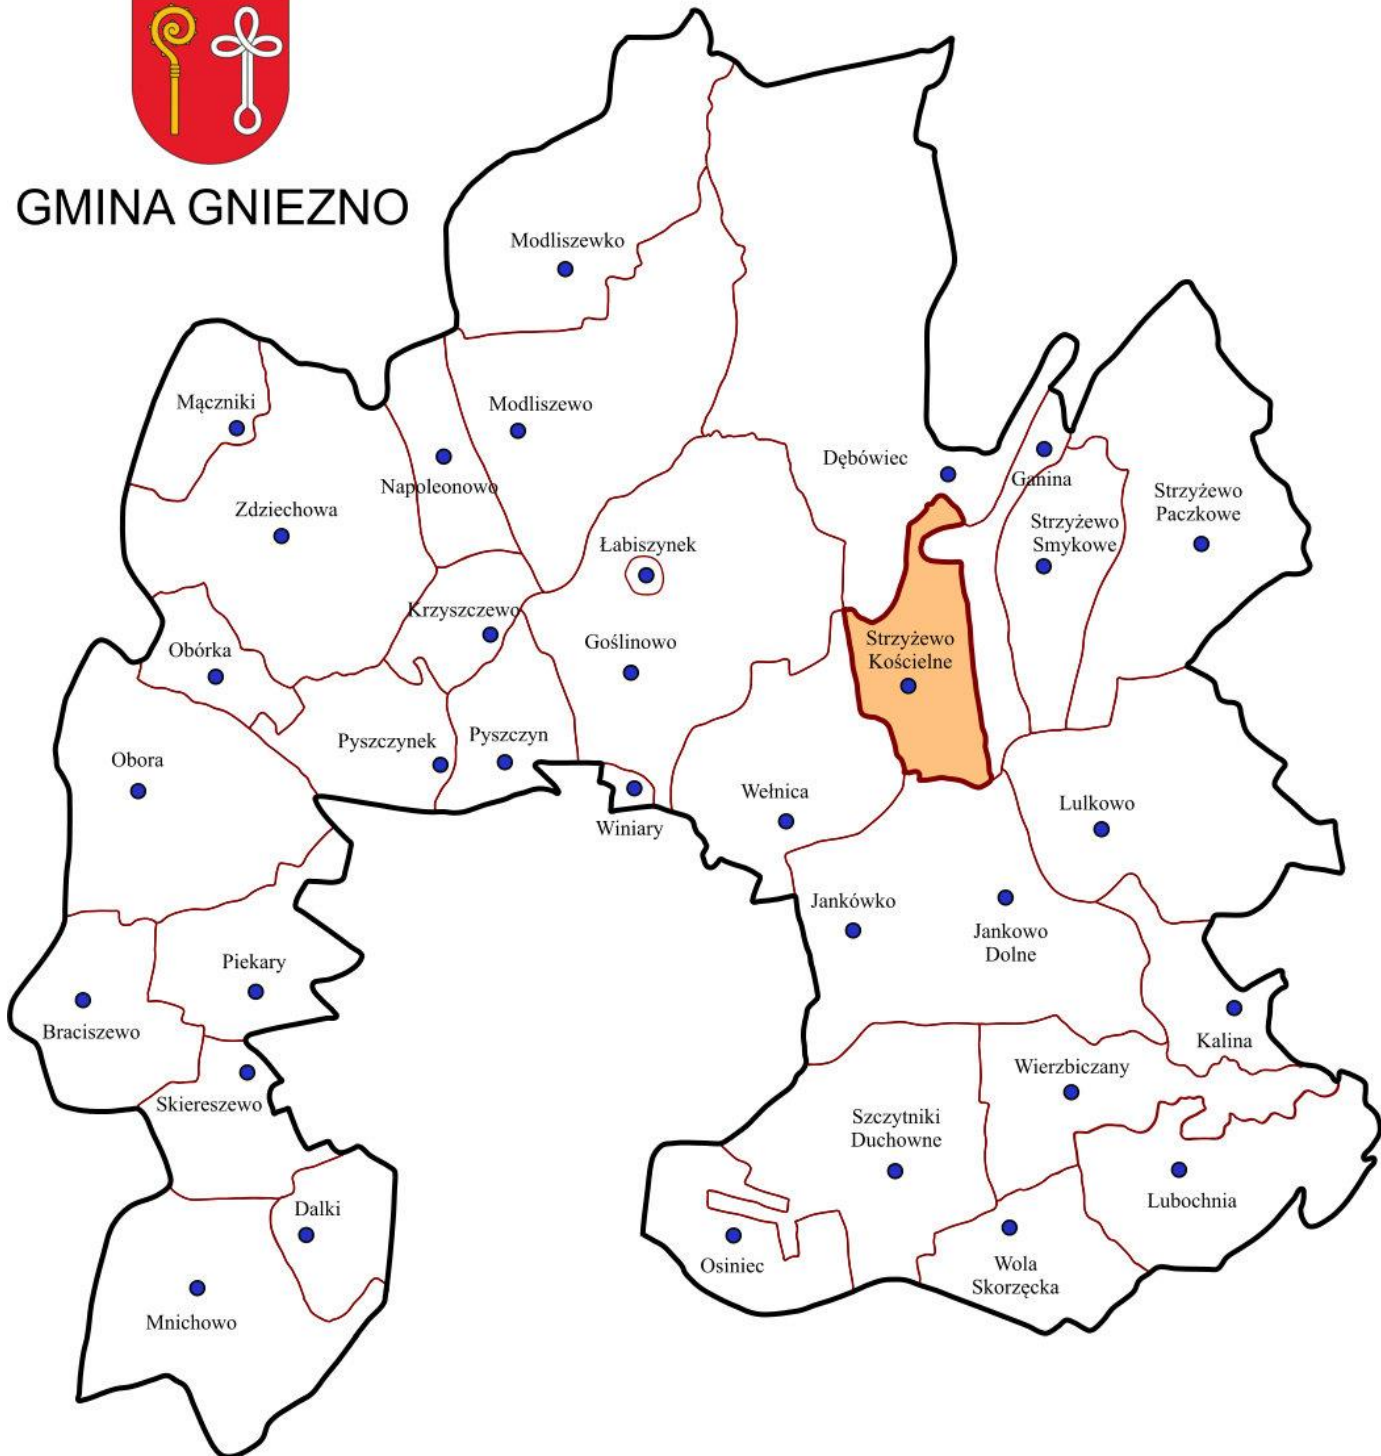 GMINA GNIEZNO
Modliszewko
Mączniki
Modliszewo
Dębówiec
Napoleonowo
Ganina
Strzyżewo
Paczkowe
Zdziechowa
Strzyżewo
Smykowe
Łabiszynek
Krzyszczewo
Goślinowo
Strzyżewo
Kościelne
Obórka
Pyszczynek
Pyszczyn
Obora
Wełnica
Lulkowo
Winiary
Jankówko
Jankowo
Dolne
Piekary
Braciszewo
Kalina
Wierzbiczany
Skiereszewo
Szczytniki
Duchowne
Lubochnia
Dalki
Osiniec
Wola
Skorzęcka
Mnichowo